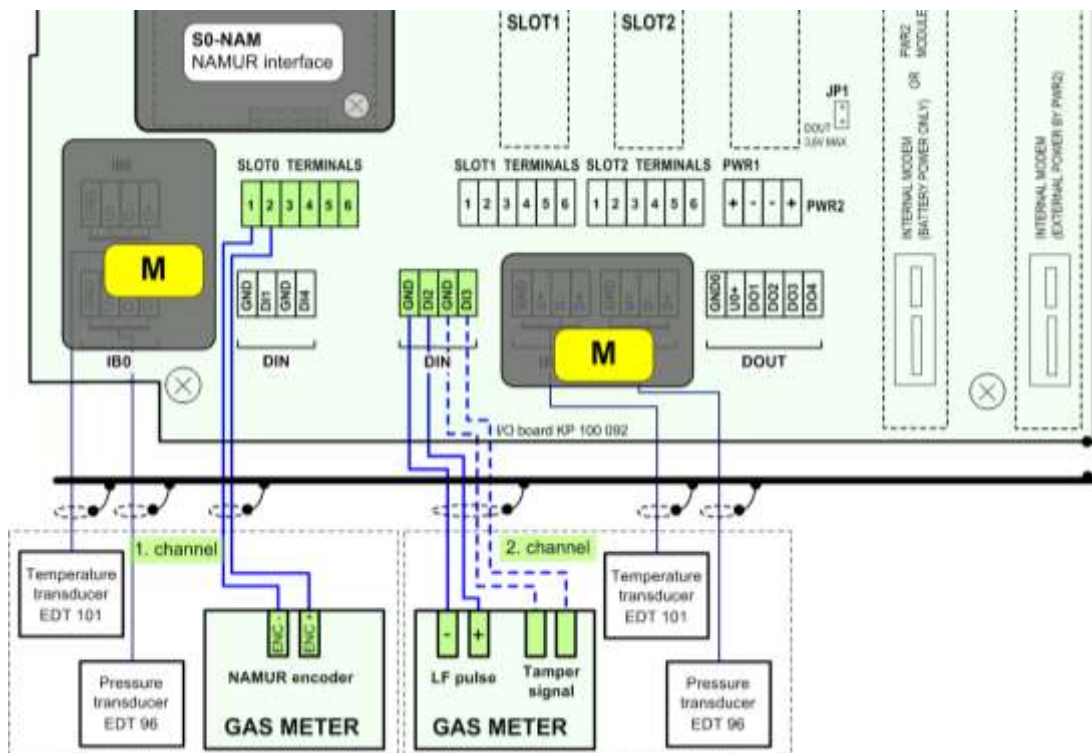 S0-NAM
NAMUR interface
SLOT1
SLOT2
PWR2
MODULE
OR
INTERNAL MODEM
(BATTERY POWER ONLY)
INTERNAL MODEM
(EXTERNAL POWER BY PWR2)
JP1
DOUT
3,6V MAX
SLOT0 TERMINALS
1 2 3 4 5 6
SLOT1 TERMINALS
1 2 3 4 5 6
SLOT2 TERMINALS
1 2 3 4 5 6
PWR1
+ - - +
PWR2
M
IB0
GND DI1 GND DI4
DIN
GND DI2 GND DI3
DIN
M
GND0 U0+ DO1 DO2 DO3 DO4
DOUT
I/O board KP 100 092
1. channel
2. channel
Temperature
transducer
EDT 101
Pressure
transducer
EDT 96
ENC -
ENC +
NAMUR encoder
GAS METER
- +
LF pulse
Tamper
signal
GAS METER
Temperature
transducer
EDT 101
Pressure
transducer
EDT 96